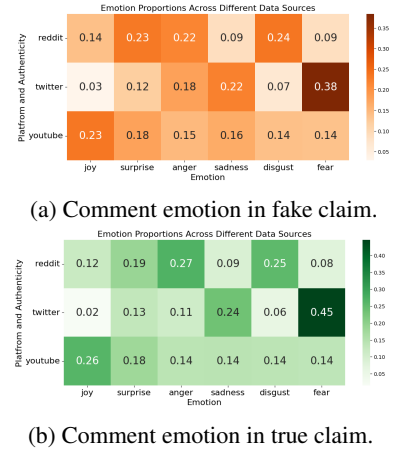 Emotion Proportions Across Different Data Sources
Platfrom and Authenticity
reddit 0.14 0.23 0.22 0.09 0.24 0.09
twitter 0.03 0.12 0.18 0.22 0.07 0.38
youtube 0.23 0.18 0.15 0.16 0.14 0.14
joy surprise anger sadness disgust fear
Emotion
0.35
0.30
0.25
0.20
0.15
0.10
0.05
(a) Comment emotion in fake claim.
Emotion Proportions Across Different Data Sources
Platfrom and Authenticity
reddit 0.12 0.19 0.27 0.09 0.25 0.08
twitter 0.02 0.13 0.11 0.24 0.06 0.45
youtube 0.26 0.18 0.14 0.14 0.14 0.14
joy surprise anger sadness disgust fear
Emotion
0.40
0.35
0.30
0.25
0.20
0.15
0.10
0.05
(b) Comment emotion in true claim.